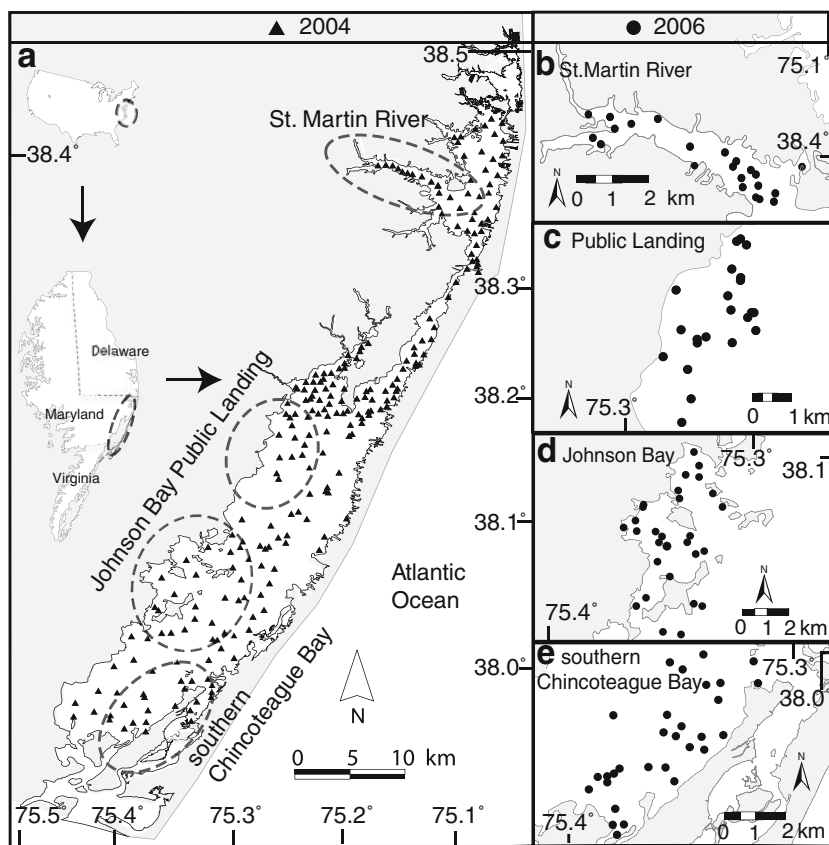 2004
2006
a
38.5
38.4°
St. Martin River
38.3
Delaware
Maryland
Virginia
38.2
Public Landing
Johnson Bay
38.1
Atlantic
Ocean
38.0
southern
Chincoteague Bay
N
0 5 10 km
75.5° 75.4° 75.3° 75.2° 75.1°
b St.Martin River
75.1°
38.4°
N
0 1 2 km
c Public Landing
N
75.3°
0 1 km
d Johnson Bay
75.3°
38.1
N
75.4°
0 1 2 km
e southern
Chincoteague Bay
75.3°
38.0
N
75.4°
0 1 2 km